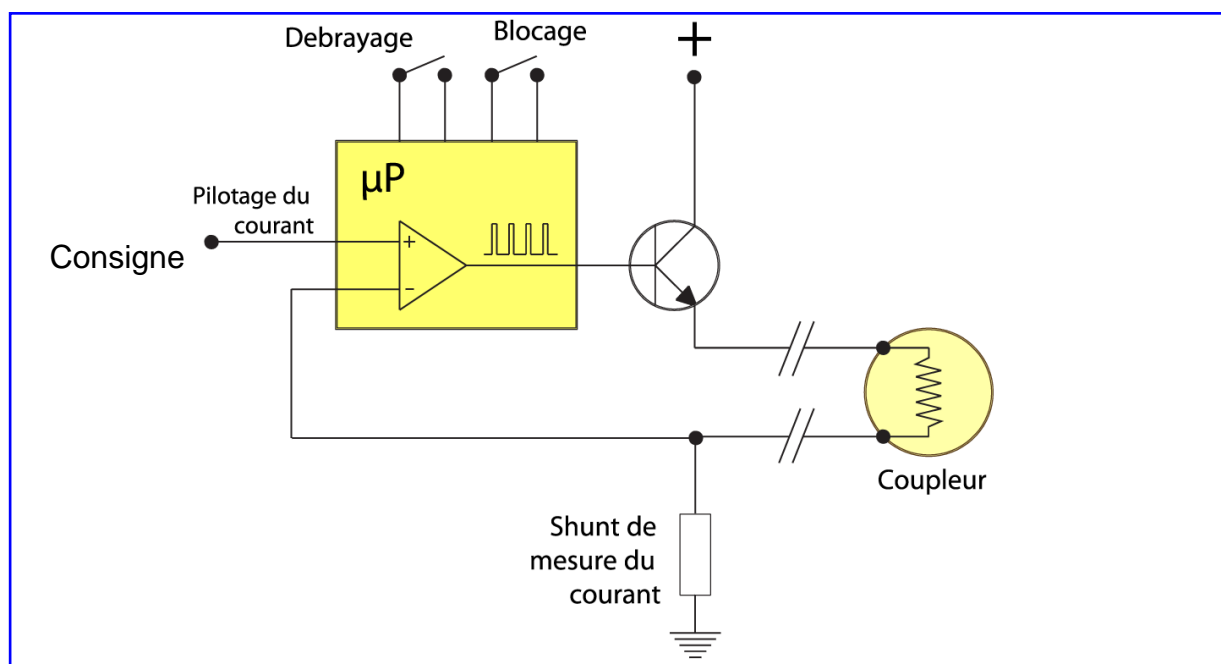 Debrayage
Blocage
+
µP
Pilotage du
courant
Consigne
+
−
Coupleur
Shunt de
mesure du
courant